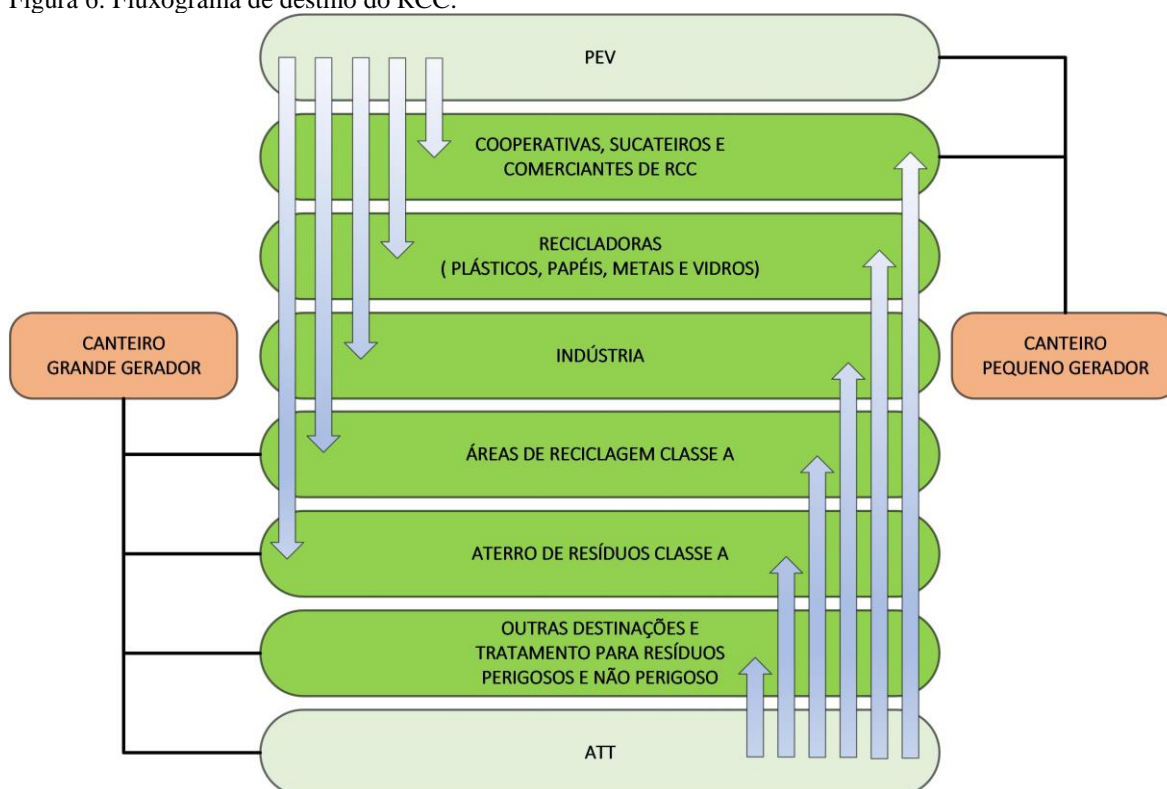 Figura 6. Fluxograma de destino do RCC.
PEV
COOPERATIVAS, SUCATEIROS E
COMERCIANTES DE RCC
RECICLADORAS
( PLÁSTICOS, PAPÉIS, METAIS E VIDROS)
CANTEIRO
GRANDE GERADOR
INDÚSTRIA
CANTEIRO
PEQUENO GERADOR
ÁREAS DE RECICLAGEM CLASSE A
ATERRO DE RESÍDUOS CLASSE A
OUTRAS DESTINAÇÕES E
TRATAMENTO PARA RESÍDUOS
PERIGOSOS E NÃO PERIGOSO
ATT